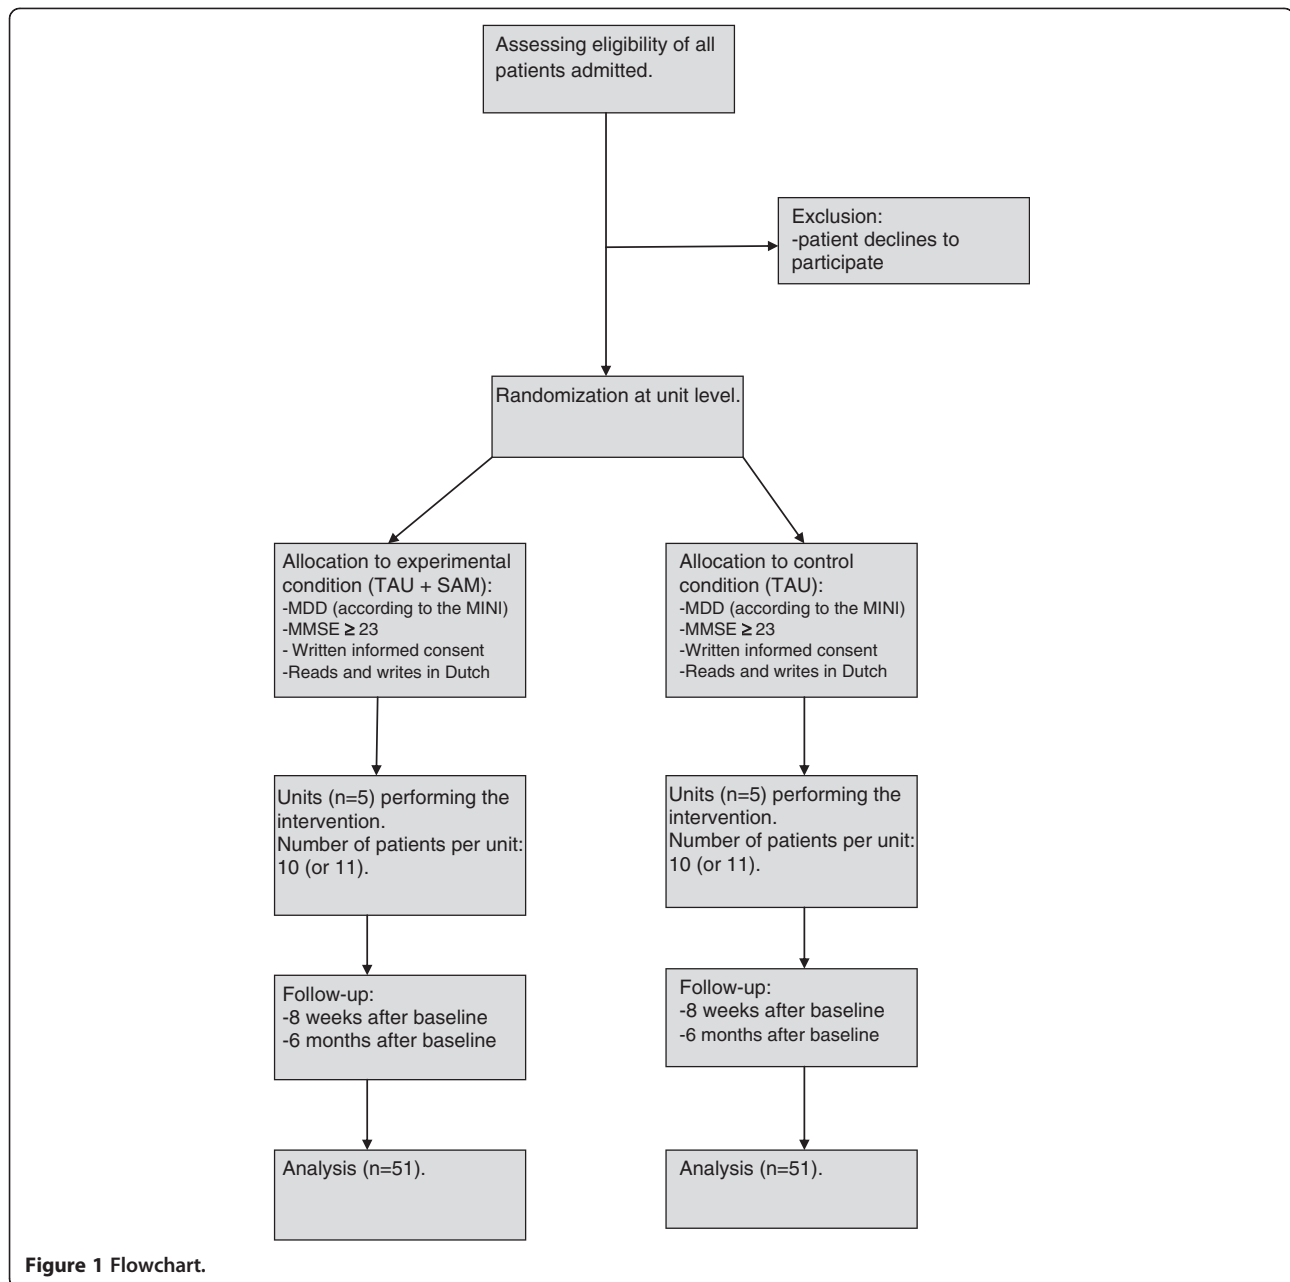 Assessing eligibility of all
patients admitted.
Exclusion:
-patient declines to
participate
Randomization at unit level.
Allocation to experimental
condition (TAU + SAM):
-MDD (according to the MINI)
-MMSE ≥ 23
- Written informed consent
-Reads and writes in Dutch
Allocation to control
condition (TAU):
-MDD (according to the MINI)
-MMSE ≥ 23
-Written informed consent
-Reads and writes in Dutch
Units (n=5) performing the
intervention.
Number of patients per unit:
10 (or 11).
Units (n=5) performing the
intervention.
Number of patients per unit:
10 (or 11).
Follow-up:
-8 weeks after baseline
-6 months after baseline
Follow-up:
-8 weeks after baseline
-6 months after baseline
Analysis (n=51).
Analysis (n=51).
Figure 1 Flowchart.